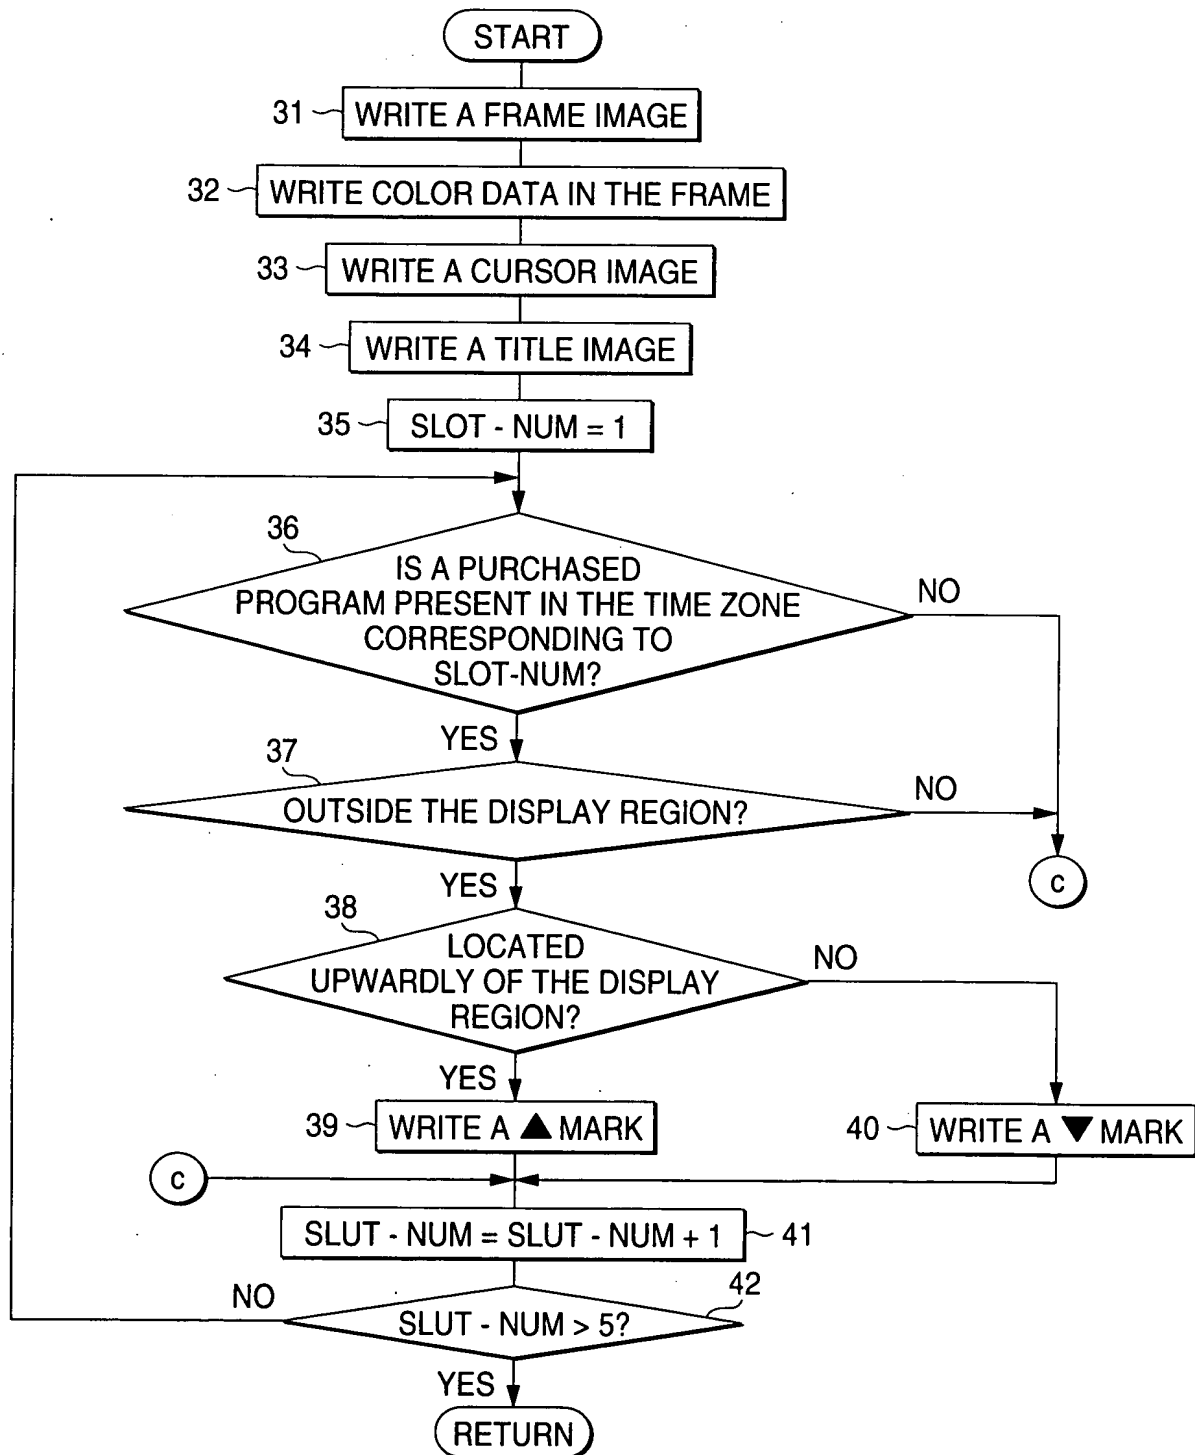 START
31 WRITE A FRAME IMAGE
32 WRITE COLOR DATA IN THE FRAME
33 WRITE A CURSOR IMAGE
34 WRITE A TITLE IMAGE
35 SLOT - NUM = 1
36
IS A PURCHASED
PROGRAM PRESENT IN THE TIME ZONE
CORRESPONDING TO
SLOT-NUM?
NO
YES
37
OUTSIDE THE DISPLAY REGION?
NO
YES
c
38
LOCATED
UPWARDLY OF THE DISPLAY
REGION?
NO
YES
39 WRITE A ▲ MARK
40 WRITE A ▼ MARK
c
SLUT - NUM = SLUT - NUM + 1 41
42
SLUT - NUM > 5?
NO
YES
RETURN